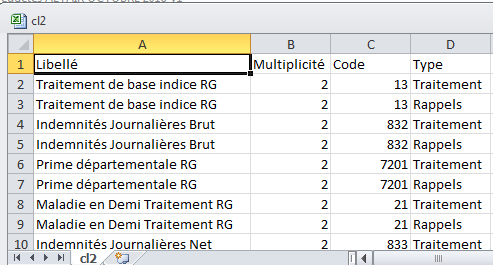 cl2
A B C D
1 Libellé Multiplicité Code Type
2 Traitement de base indice RG 2 13 Traitement
3 Traitement de base indice RG 2 13 Rappels
4 Indemnités Journalières Brut 2 832 Traitement
5 Indemnités Journalières Brut 2 832 Rappels
6 Prime départementale RG 2 7201 Traitement
7 Prime départementale RG 2 7201 Rappels
8 Maladie en Demi Traitement RG 2 21 Traitement
9 Maladie en Demi Traitement RG 2 21 Rappels
10 Indemnités Journalières Net 2 833 Traitement
cl2